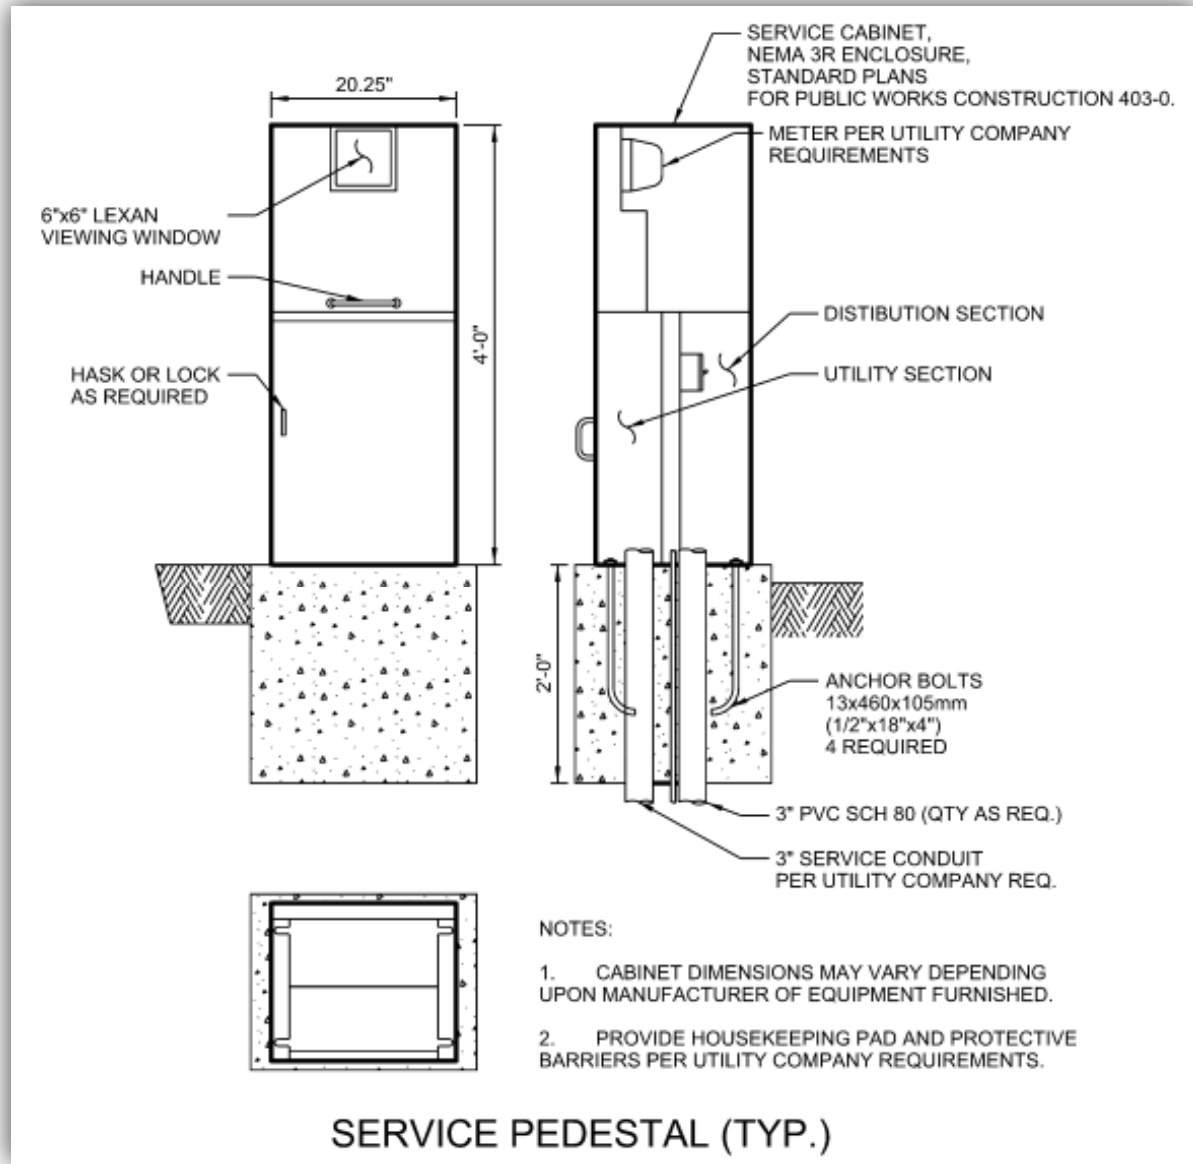 SERVICE CABINET,
NEMA 3R ENCLOSURE,
STANDARD PLANS
FOR PUBLIC WORKS CONSTRUCTION 403-0.
20.25"
METER PER UTILITY COMPANY
REQUIREMENTS
6"x6" LEXAN
VIEWING WINDOW
HANDLE
4'-0"
DISTIBUTION SECTION
HASK OR LOCK
AS REQUIRED
UTILITY SECTION
2'-0"
ANCHOR BOLTS
13x460x105mm
(1/2"x18"x4")
4 REQUIRED
3" PVC SCH 80 (QTY AS REQ.)
3" SERVICE CONDUIT
PER UTILITY COMPANY REQ.
NOTES:
1. CABINET DIMENSIONS MAY VARY DEPENDING
UPON MANUFACTURER OF EQUIPMENT FURNISHED.
2. PROVIDE HOUSEKEEPING PAD AND PROTECTIVE
BARRIERS PER UTILITY COMPANY REQUIREMENTS.
SERVICE PEDESTAL (TYP.)